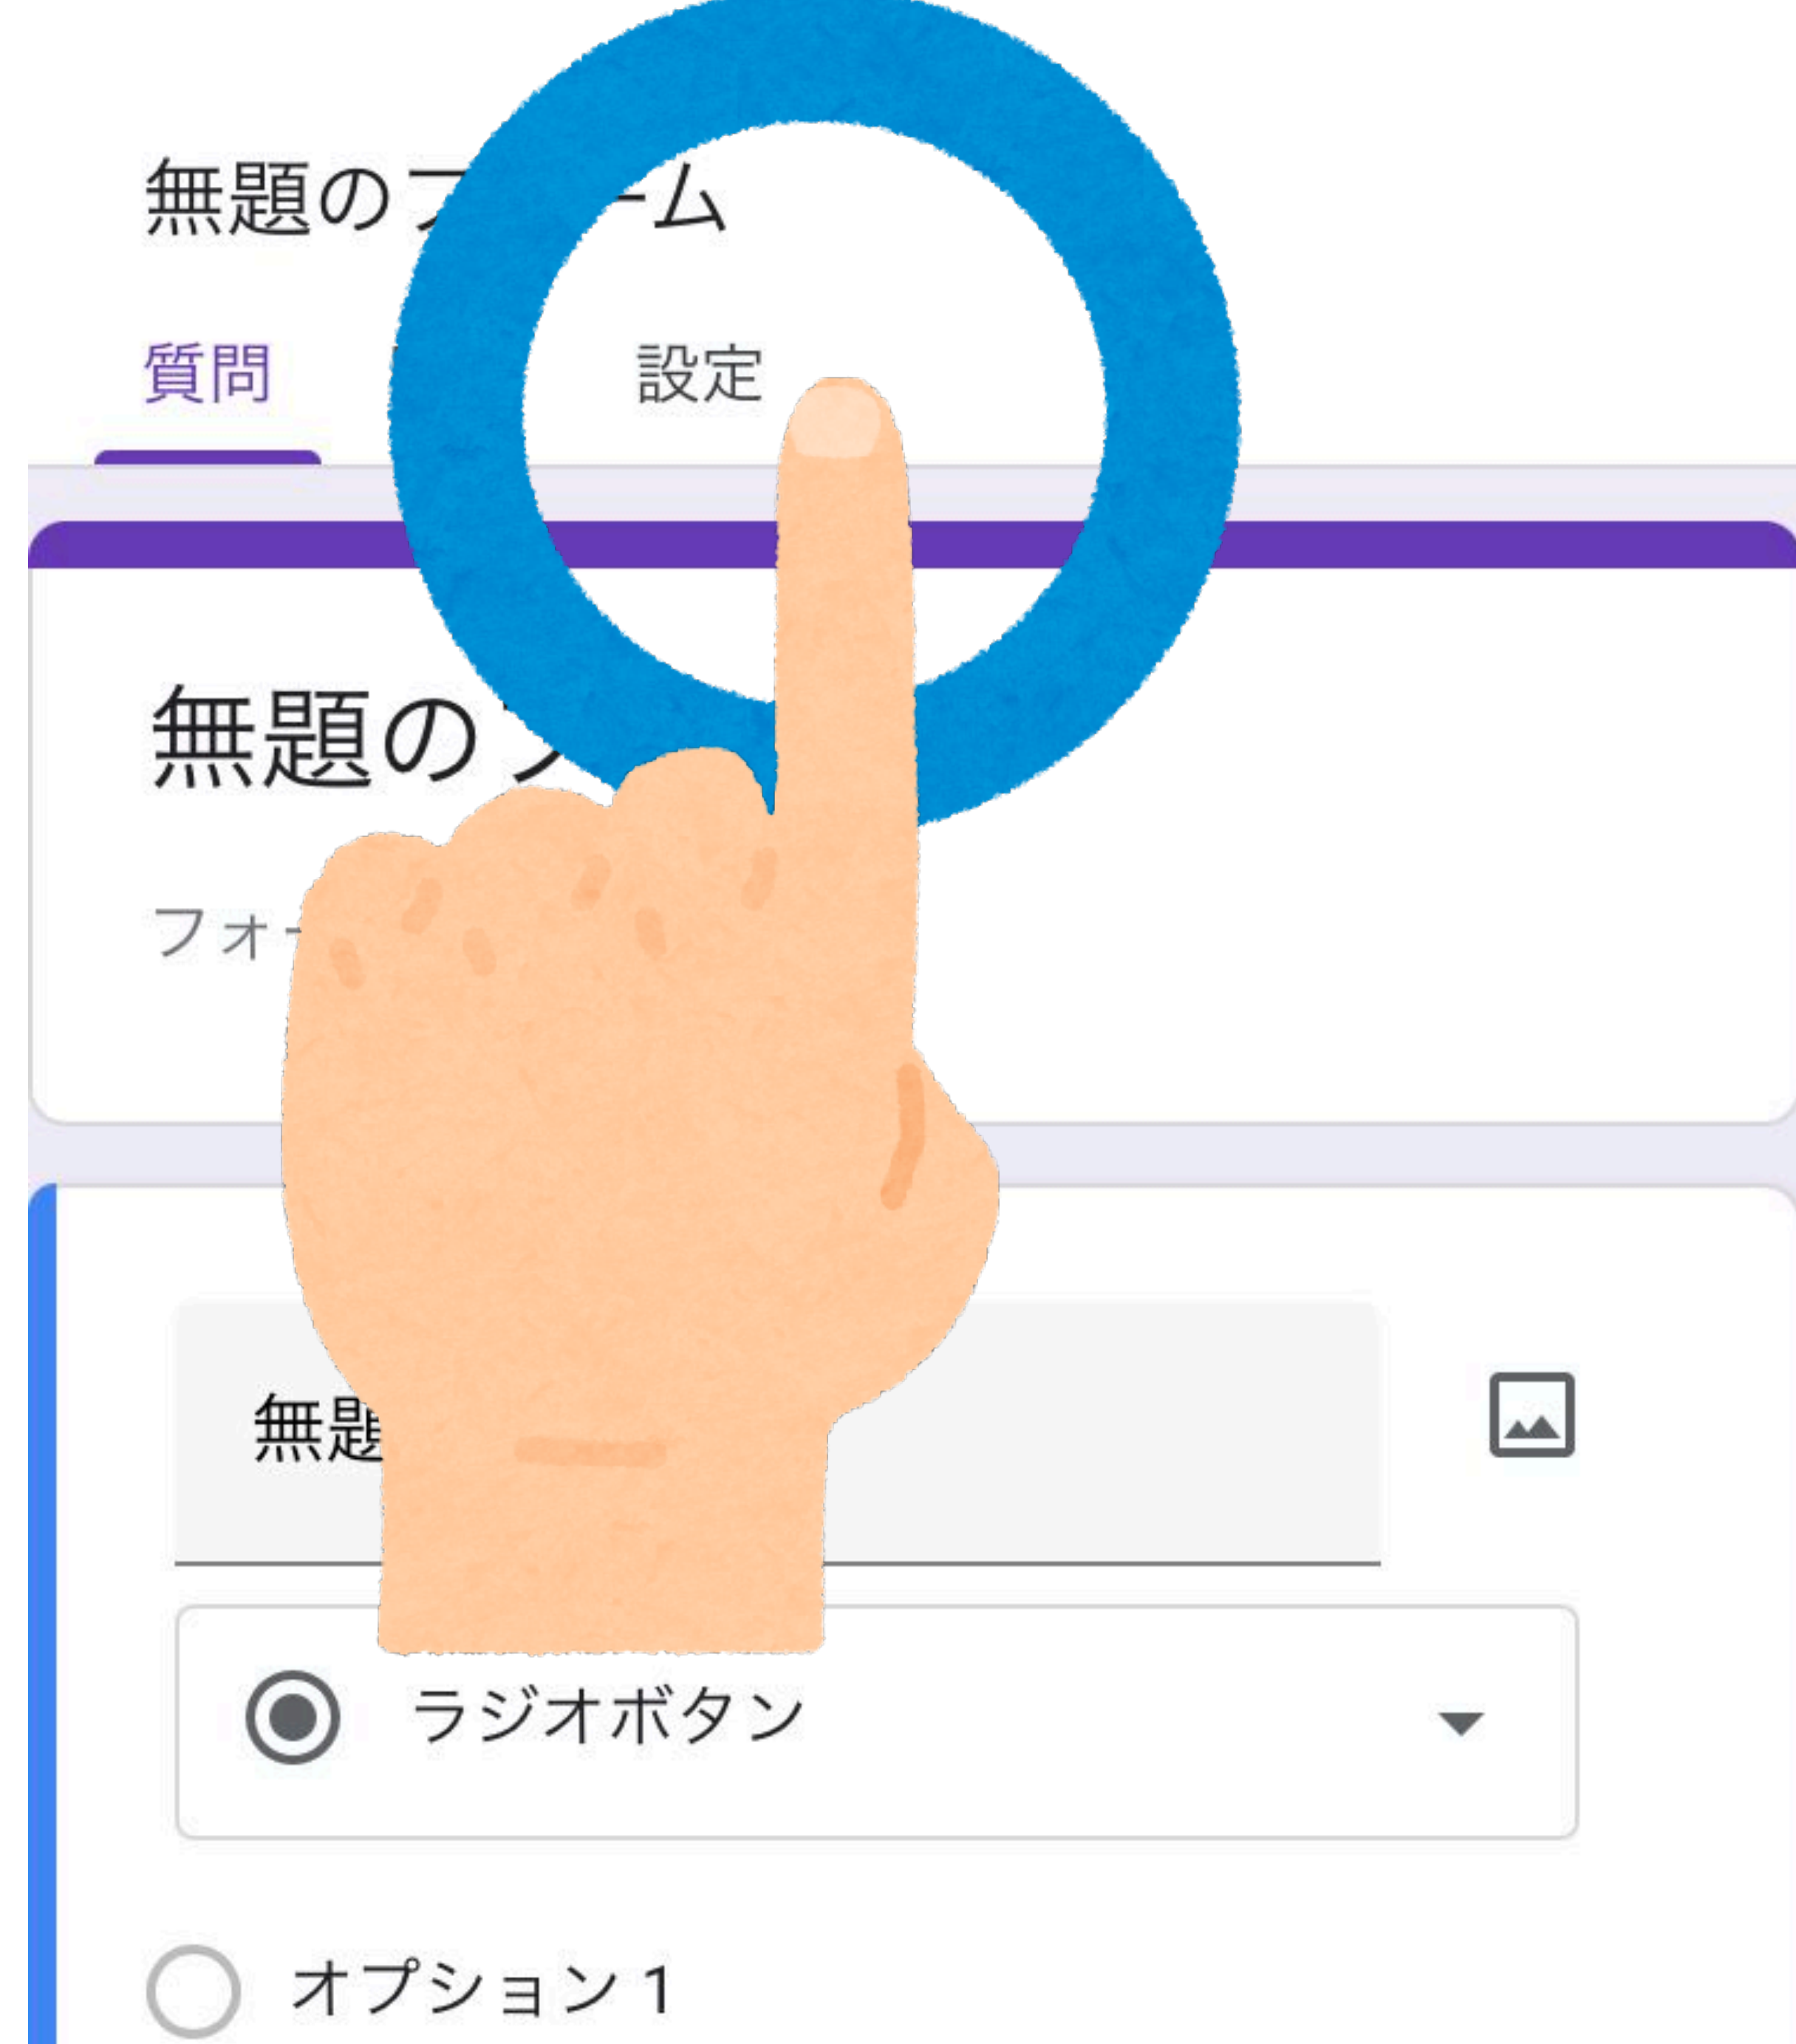 無題のフ ーム
質問 設定
無題の
フォー
無題
ラジオボタン
オプション 1